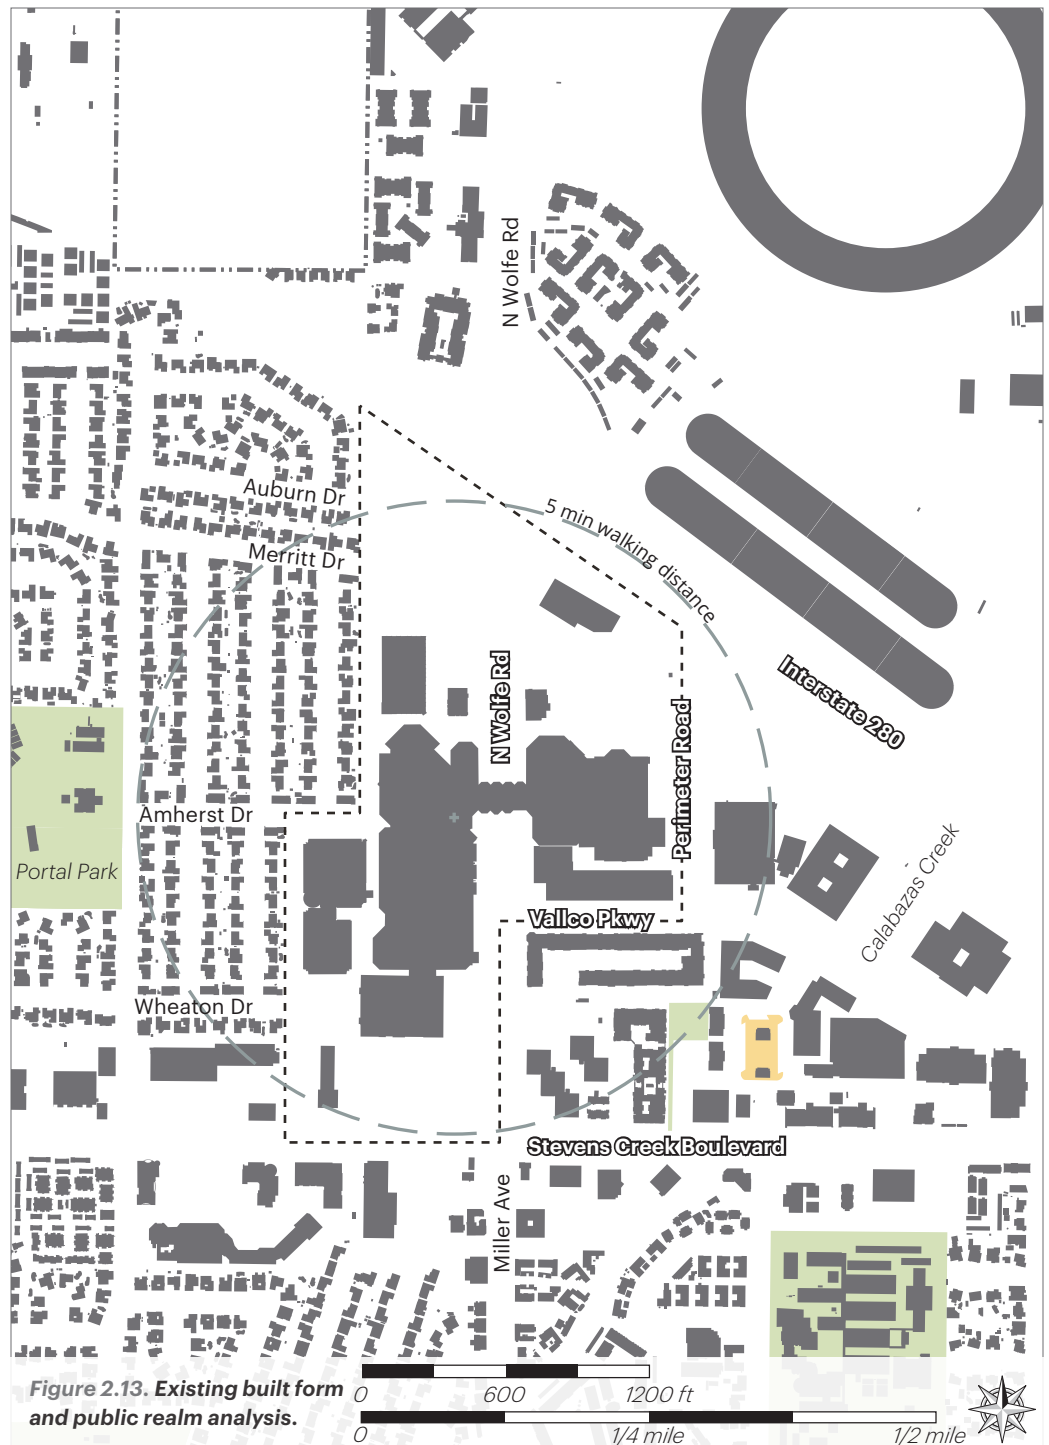 N Wolfe Rd
Auburn Dr
Merritt Dr
5 min walking distance
N Wolfe Rd
Interstate 280
Perimeter Road
Amherst Dr
Portal Park
Calabazas Creek
Vallco Pkwy
Wheaton Dr
Stevens Creek Boulevard
Miller Ave
Figure 2.13. Existing built form
and public realm analysis.
0 600 1200 ft
0 1/4 mile 1/2 mile